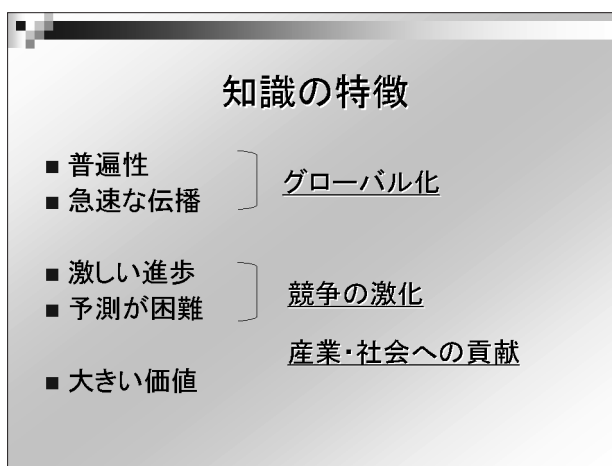 知識の特徴
■ 普遍性
■ 急速な伝播
グローバル化
■ 激しい進歩
■ 予測が困難
競争の激化
産業・社会への貢献
■ 大きい価値